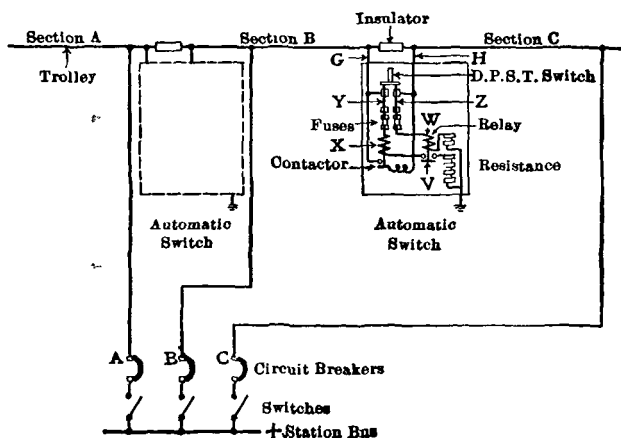 Insulator
Section A
Section B
Section C
Trolley
G
H
D.P.S.T. Switch
Y
Z
Fuses
W
Relay
X
Resistance
Contactor
V
Automatic
Switch
Automatic
Switch
A
B
C
Circuit Breakers
Switches
+Station Bus